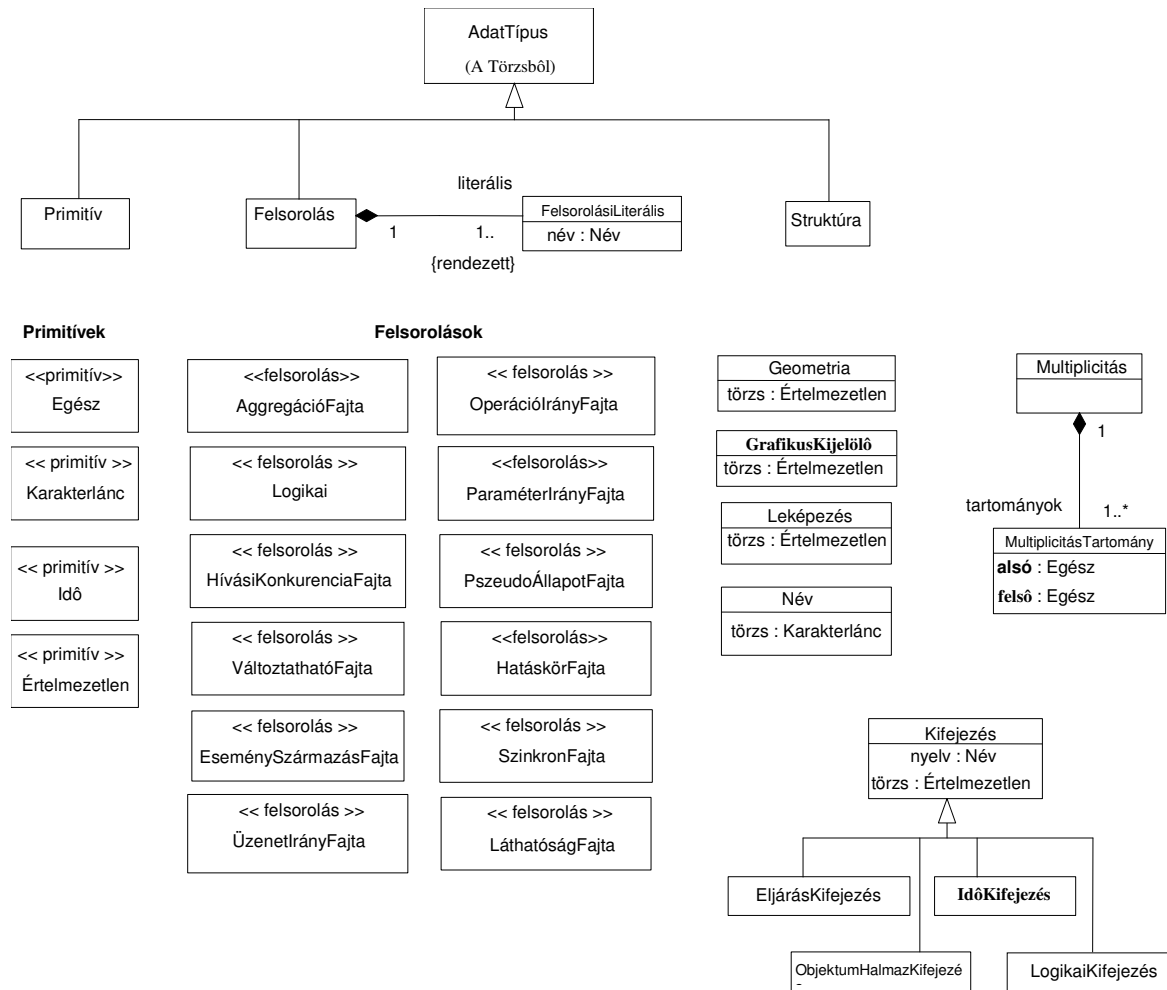 AdatTípus
(A Törzsbôl)
literális
Primitív
Felsorolás
FelsorolásiLiterális
név : Név
Struktúra
1
1..
{rendezett}
Primitívek
Felsorolások
<<primitív>>
Egész
<< primitív >>
Karakterlánc
<< primitív >>
Idô
<< primitív >>
Értelmezetlen
<<felsorolás>>
AggregációFajta
<< felsorolás >>
Logikai
<< felsorolás >>
HívásiKonkurenciaFajta
<< felsorolás >>
VáltoztathatóFajta
<< felsorolás >>
EseménySzármazásFajta
<< felsorolás >>
ÜzenetIrányFajta
<< felsorolás >>
OperációIrányFajta
<<felsorolás>>
ParaméterIrányFajta
<< felsorolás >>
PszeudoÁllapotFajta
<<felsorolás>>
HatáskörFajta
<< felsorolás >>
SzinkronFajta
<< felsorolás >>
LáthatóságFajta
Geometria
törzs : Értelmezetlen
GrafikusKijelölô
törzs : Értelmezetlen
Leképezés
törzs : Értelmezetlen
Név
törzs : Karakterlánc
Multiplicitás
1
tartományok
1..*
MultiplicitásTartomány
alsó : Egész
felsô : Egész
Kifejezés
nyelv : Név
törzs : Értelmezetlen
EljárásKifejezés
IdôKifejezés
ObjektumHalmazKifejezé
LogikaiKifejezés